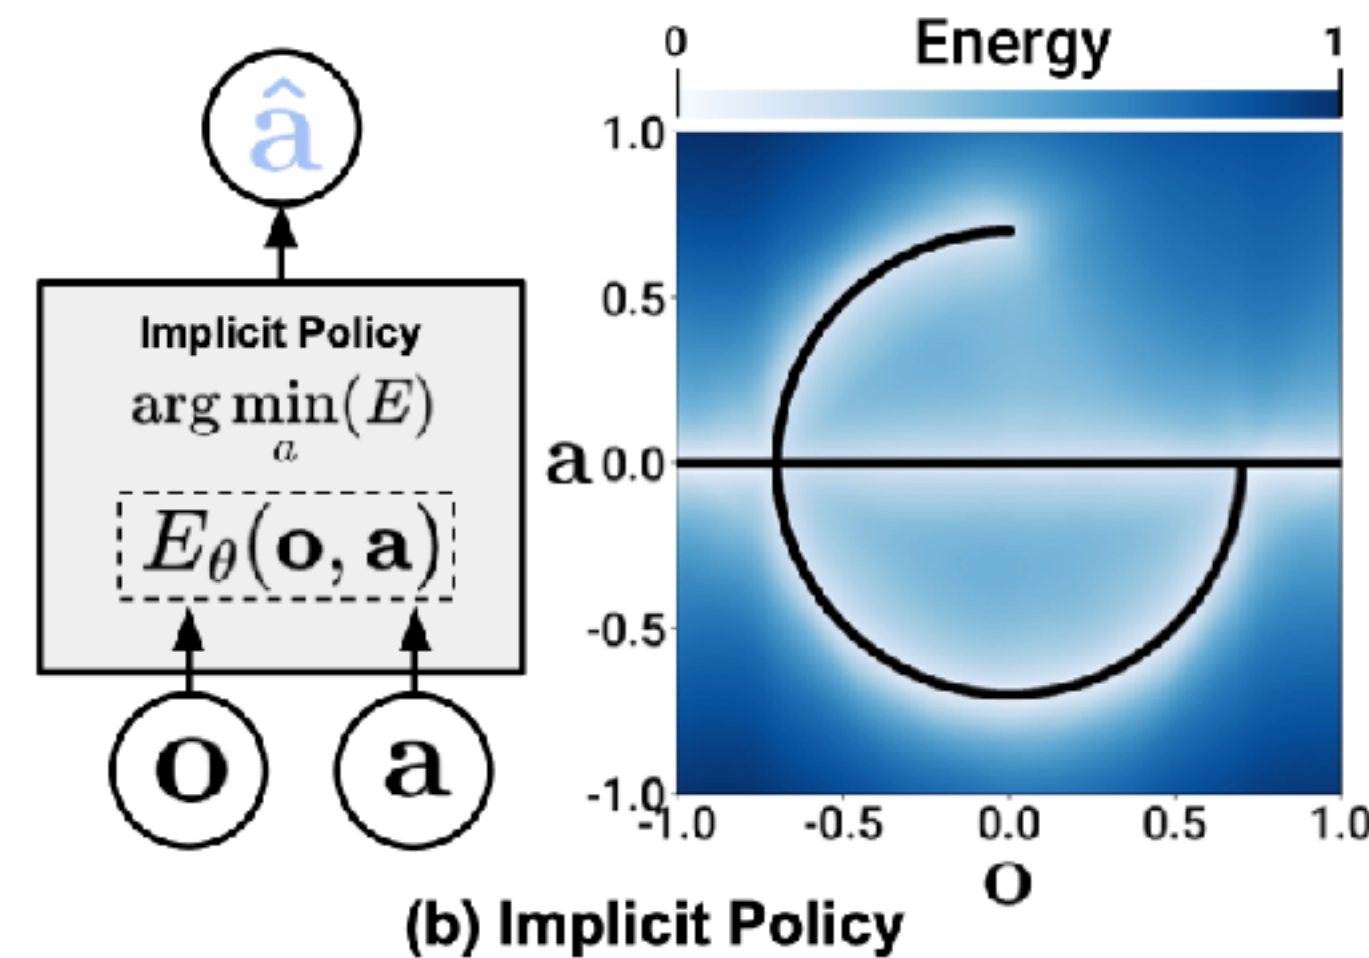 â
Implicit Policy
arg min(E)
a
E_θ(o, a)
o
a
0 Energy 1
1.0
0.5
a 0.0
-0.5
-1.0
-1.0 -0.5 0.0 0.5 1.0
o
(b) Implicit Policy